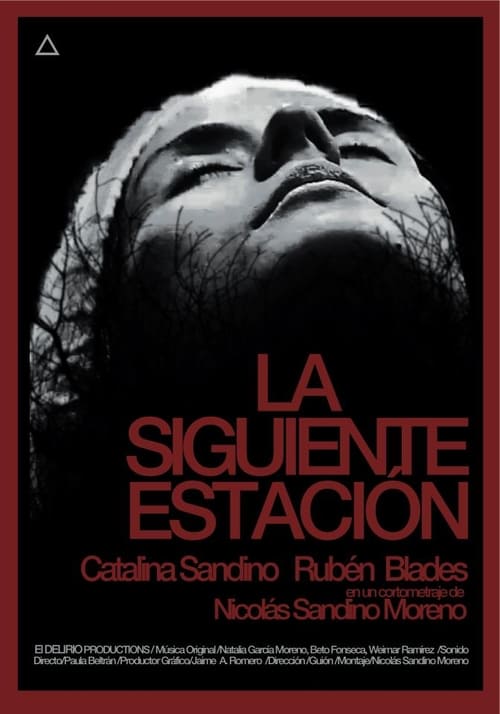 LA
SIGUIENTE
ESTACIÓN
Catalina Sandino Rubén Blades
en un cortometraje de
Nicolás Sandino Moreno
El DELIRIO PRODUCTIONS / Música Original /Natalia Garcia Moreno, Beto Fonseca, Weimar Ramírez /Sonido
Directo/Paula Beltrán /Productor Gráfico/Jaime A. Romero /Dirección /Guión /Montaje/Nicolás Sandino Moreno